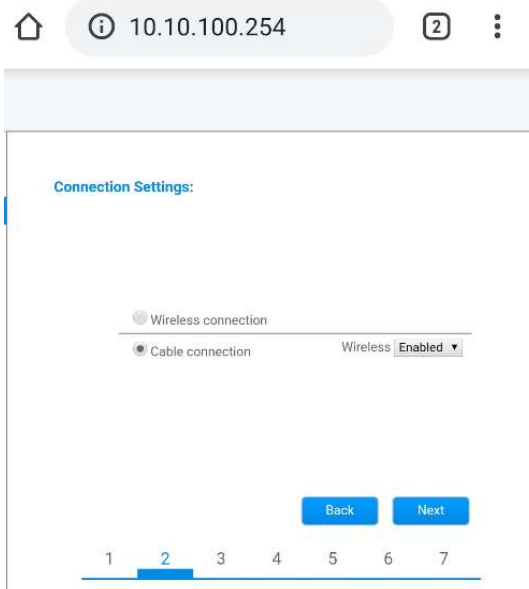 10.10.100.254 2
Connection Settings:
Wireless connection
Cable connection Wireless Enabled
Back Next
1 2 3 4 5 6 7